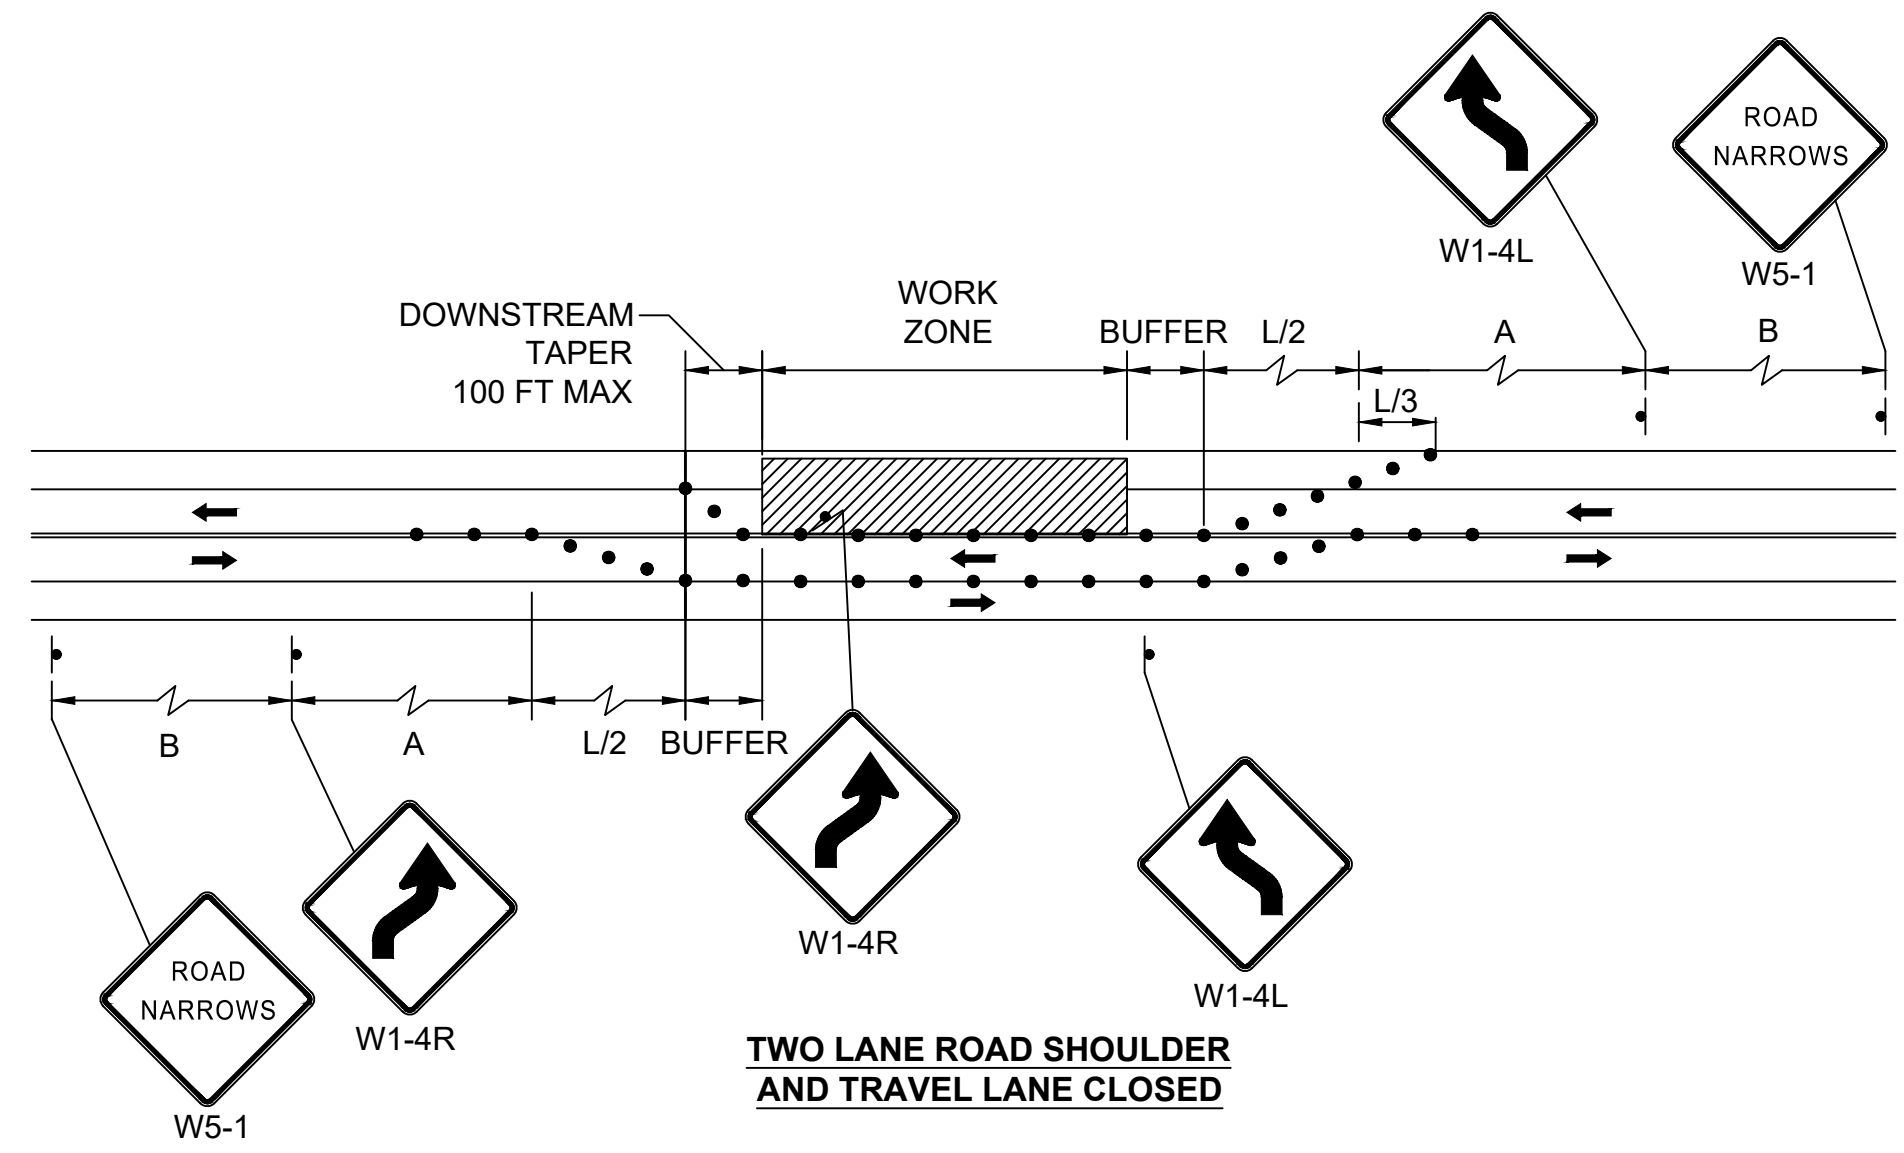 ROAD
NARROWS
W1-4L
W5-1
DOWNSTREAM
TAPER
100 FT MAX
WORK
ZONE
BUFFER
L/2
A
B
L/3
B
A
L/2
BUFFER
ROAD
NARROWS
W5-1
W1-4R
W1-4R
W1-4L
TWO LANE ROAD SHOULDER
AND TRAVEL LANE CLOSED